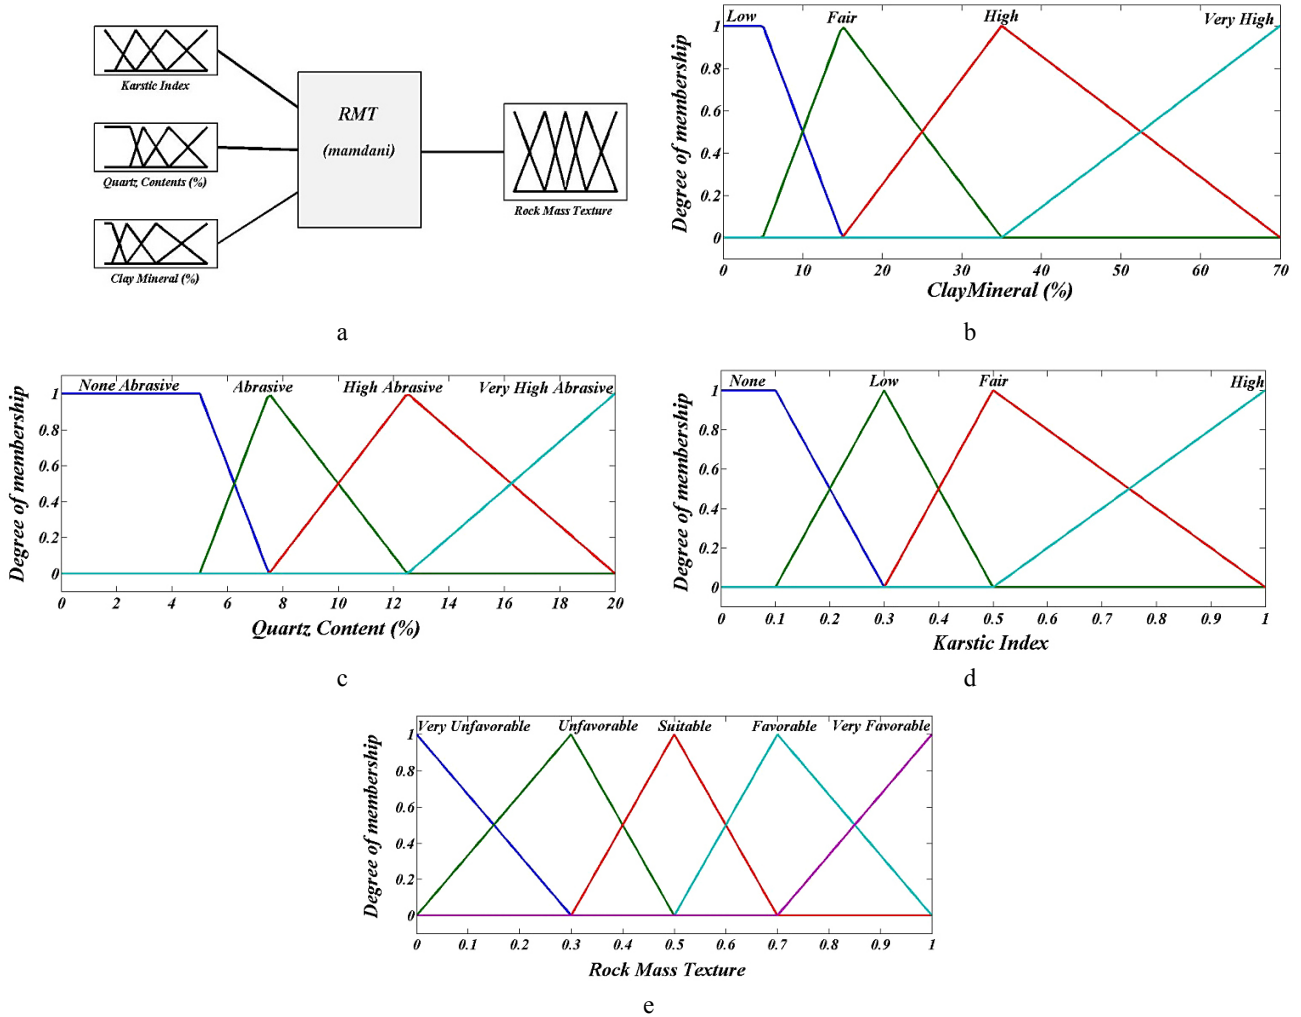 Karstic Index
Quartz Contents (%)
Clay Mineral (%)
RMT
(mamdani)
Rock Mass Texture
a
Low Fair High Very High
Degree of membership
1
0.8
0.6
0.4
0.2
0
0 10 20 30 40 50 60 70
ClayMineral (%)
b
None Abrasive Abrasive High Abrasive Very High Abrasive
Degree of membership
1
0.8
0.6
0.4
0.2
0
0 2 4 6 8 10 12 14 16 18 20
Quartz Content (%)
c
None Low Fair High
Degree of membership
1
0.8
0.6
0.4
0.2
0
0 0.1 0.2 0.3 0.4 0.5 0.6 0.7 0.8 0.9 1
Karstic Index
d
Very Unfavorable Unfavorable Suitable Favorable Very Favorable
Degree of membership
1
0.8
0.6
0.4
0.2
0
0 0.1 0.2 0.3 0.4 0.5 0.6 0.7 0.8 0.9 1
Rock Mass Texture
e